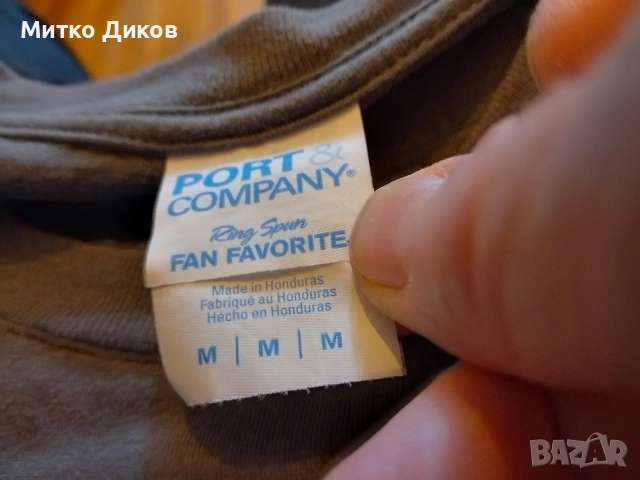 Митко Диков
PORT &
COMPANY®
Ring Spun
FAN FAVORITE
Made in Honduras
Fabriqué au Honduras
Hecho en Honduras
M | M | M
BAZAR